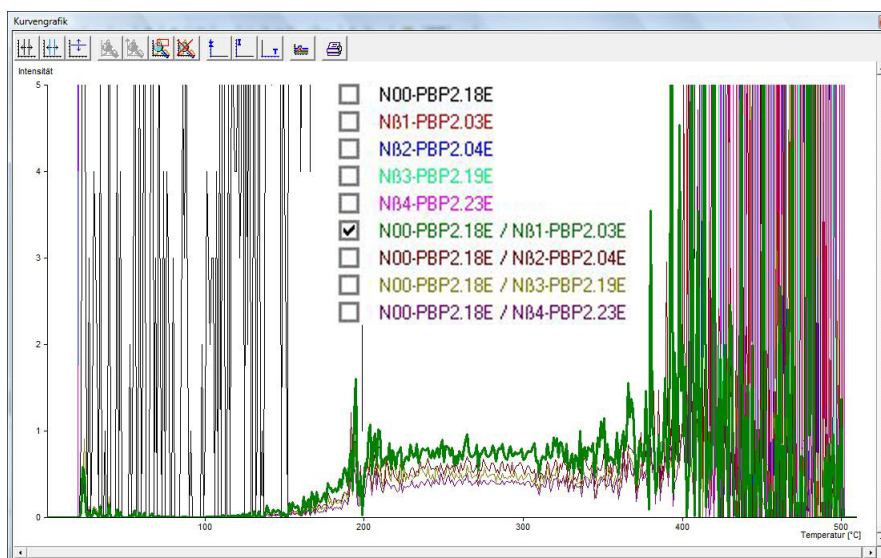 Kurvengrafik
T
Intensität
5
4
3
2
1
0
N00-PBP2.18E
Nß1-PBP2.03E
Nß2-PBP2.04E
Nß3-PBP2.19E
Nß4-PBP2.23E
N00-PBP2.18E / Nß1-PBP2.03E
N00-PBP2.18E / Nß2-PBP2.04E
N00-PBP2.18E / Nß3-PBP2.19E
N00-PBP2.18E / Nß4-PBP2.23E
100 200 300 400 500
Temperatur [°C]